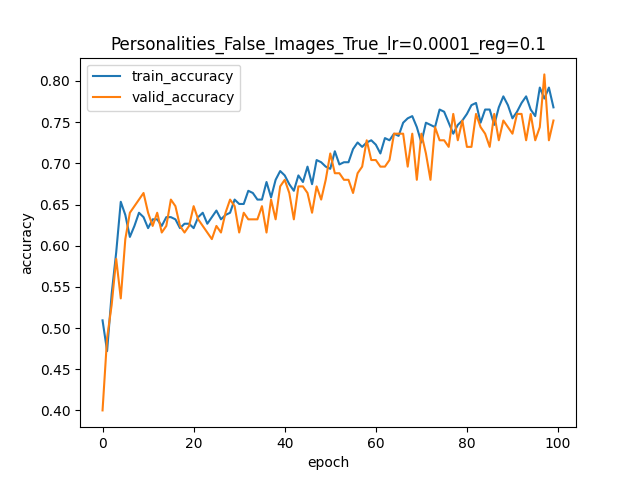 Personalities_False_Images_True_lr=0.0001_reg=0.1
train_accuracy
valid_accuracy
0.80
0.75
0.70
0.65
0.60
0.55
0.50
0.45
0.40
accuracy
0 20 40 60 80 100
epoch